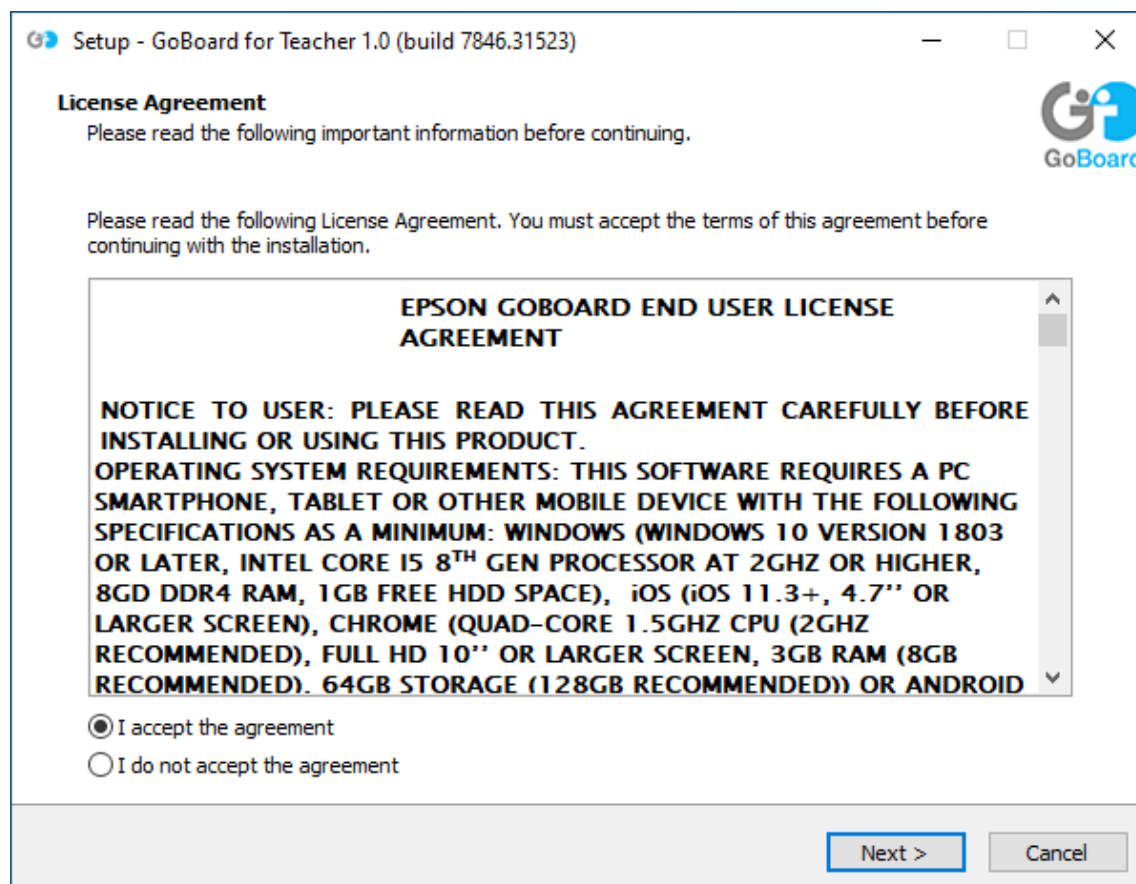 Setup - GoBoard for Teacher 1.0 (build 7846.31523)
License Agreement
Please read the following important information before continuing.
GoBoard
Please read the following License Agreement. You must accept the terms of this agreement before
continuing with the installation.
EPSON GOBOARD END USER LICENSE
AGREEMENT
NOTICE TO USER: PLEASE READ THIS AGREEMENT CAREFULLY BEFORE
INSTALLING OR USING THIS PRODUCT.
OPERATING SYSTEM REQUIREMENTS: THIS SOFTWARE REQUIRES A PC
SMARTPHONE, TABLET OR OTHER MOBILE DEVICE WITH THE FOLLOWING
SPECIFICATIONS AS A MINIMUM: WINDOWS (WINDOWS 10 VERSION 1803
OR LATER, INTEL CORE I5 8TH GEN PROCESSOR AT 2GHZ OR HIGHER,
8GD DDR4 RAM, 1GB FREE HDD SPACE), iOS (iOS 11.3+, 4.7’’ OR
LARGER SCREEN), CHROME (QUAD-CORE 1.5GHZ CPU (2GHZ
RECOMMENDED), FULL HD 10’’ OR LARGER SCREEN, 3GB RAM (8GB
RECOMMENDED), 64GB STORAGE (128GB RECOMMENDED)) OR ANDROID
I accept the agreement
I do not accept the agreement
Next >
Cancel